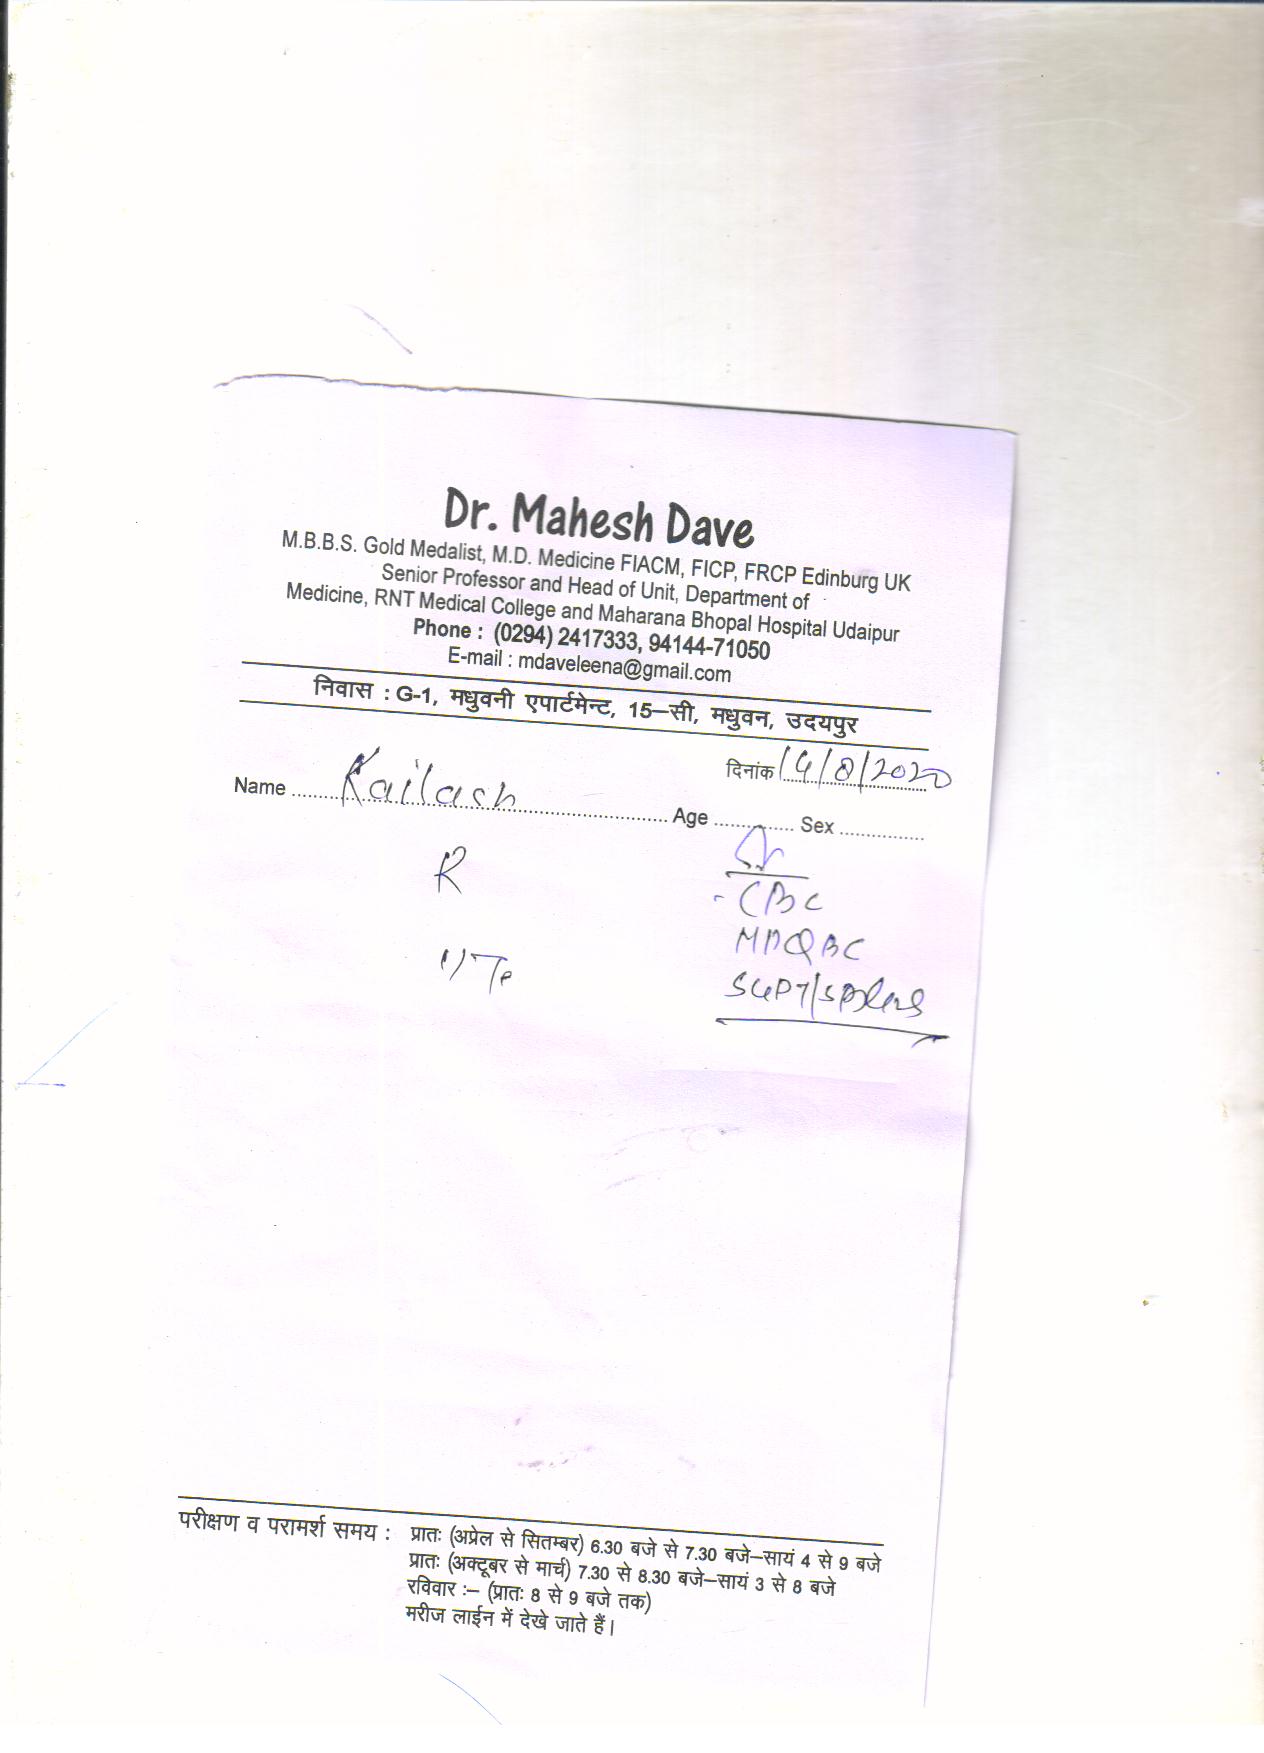 Dr. Mahesh Dave
M.B.B.S. Gold Medalist, M.D. Medicine FIACM, FICP, FRCP Edinburg UK
Senior Professor and Head of Unit, Department of
Medicine, RNT Medical College and Maharana Bhopal Hospital Udaipur
Phone : (0294) 2417333, 94144-71050
E-mail : mdaveleena@gmail.com
निवास : G-1, मधुवनी एपार्टमेन्ट, 15–सी, मधुवन, उदयपुर
दिनांक 14/8/2020
Name Kailash Age Sex
R
CBC
MPQBC
1) T
SGPT/
परीक्षण व परामर्श समय : प्रातः (अप्रेल से सितम्बर) 6.30 बजे से 7.30 बजे–सायं 4 से 9 बजे
प्रातः (अक्टूबर से मार्च) 7.30 से 8.30 बजे–सायं 3 से 8 बजे
रविवार :– (प्रातः 8 से 9 बजे तक)
मरीज लाईन में देखे जाते हैं।